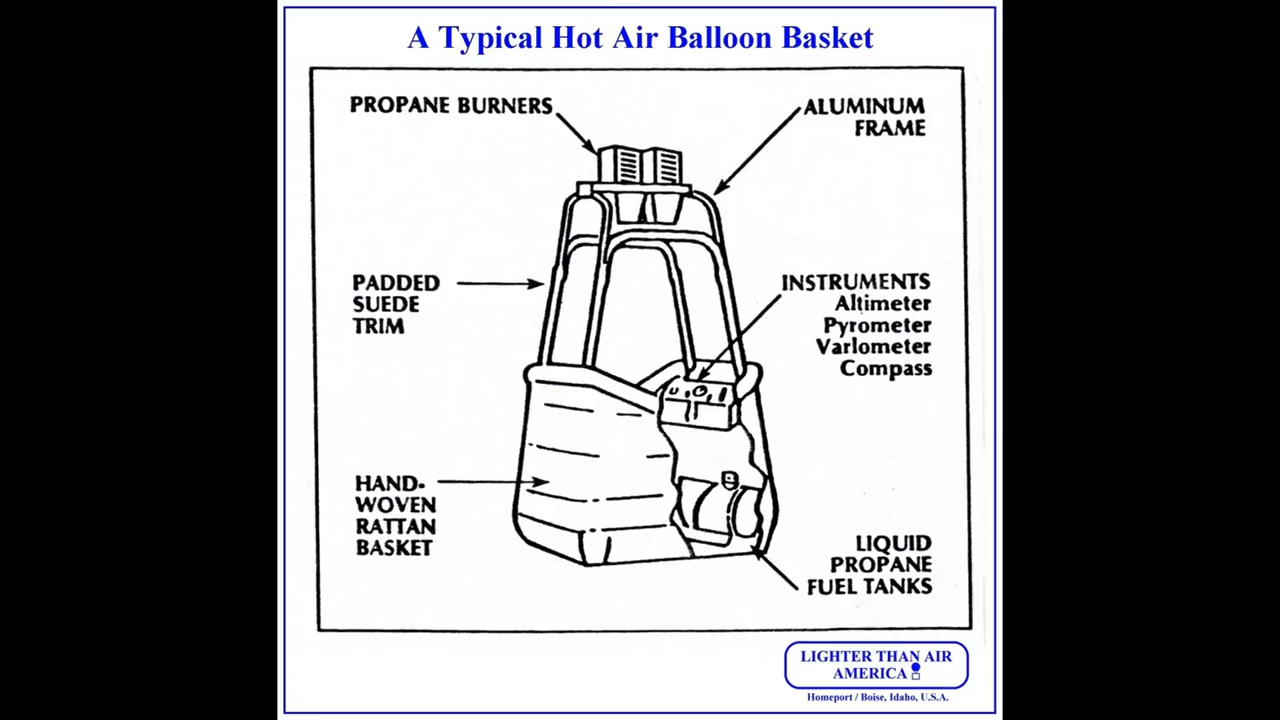 A Typical Hot Air Balloon Basket
PROPANE BURNERS
ALUMINUM
FRAME
PADDED
SUEDE
TRIM
INSTRUMENTS
Altimeter
Pyrometer
Varlometer
Compass
HAND-
WOVEN
RATTAN
BASKET
LIQUID
PROPANE
FUEL TANKS
LIGHTER THAN AIR
AMERICA
Homeport / Boise, Idaho, U.S.A.